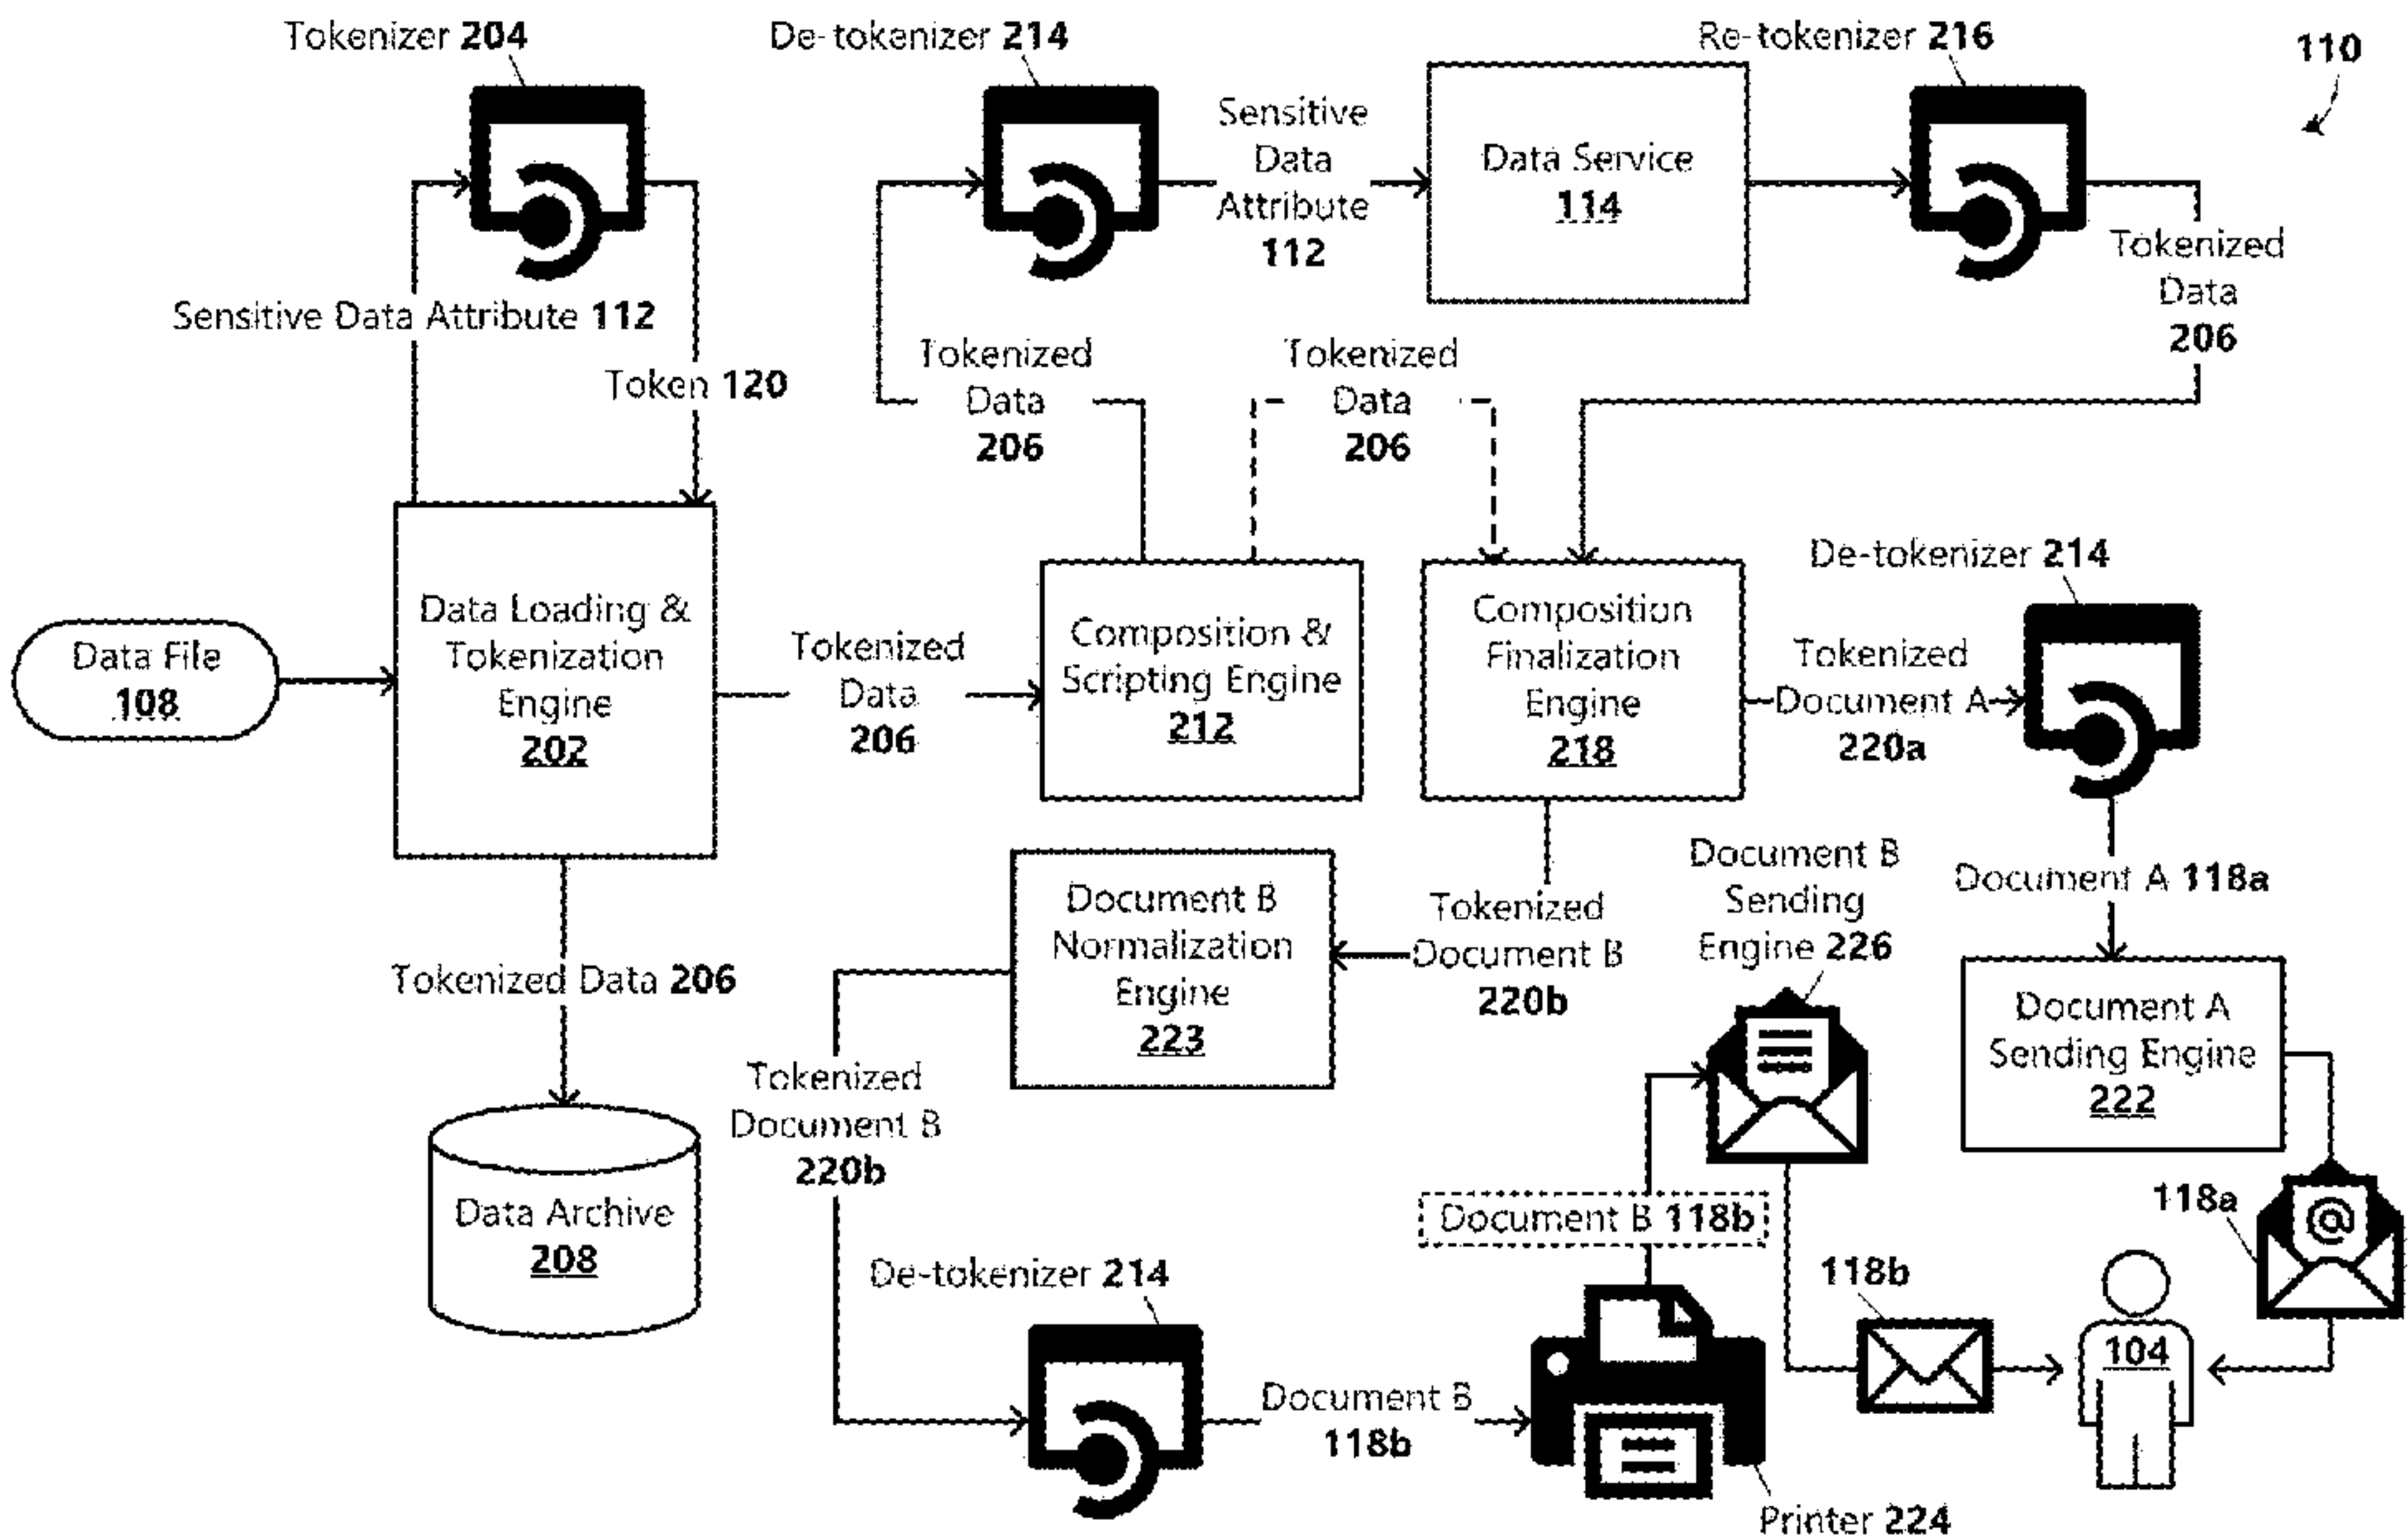 Tokenizer 204
De-tokenizer 214
Re-tokenizer 216
110
Sensitive
Data
Attribute
112
Data Service
114
Tokenized
Data
206
Sensitive Data Attribute 112
Token 120
Tokenized
Data
206
Tokenized
Data
206
Data File
108
Data Loading &
Tokenization
Engine
202
Tokenized
Data
206
Composition &
Scripting Engine
212
Composition
Finalization
Engine
218
Tokenized
Document A
220a
De-tokenizer 214
Document A 118a
Document B
Sending
Engine 226
Tokenized
Document B
220b
Document B
Normalization
Engine
223
Tokenized Data 206
Tokenized
Document B
220b
Document A
Sending Engine
222
Data Archive
208
Document B 118b
118a
118b
104
De-tokenizer 214
Document B
118b
Printer 224